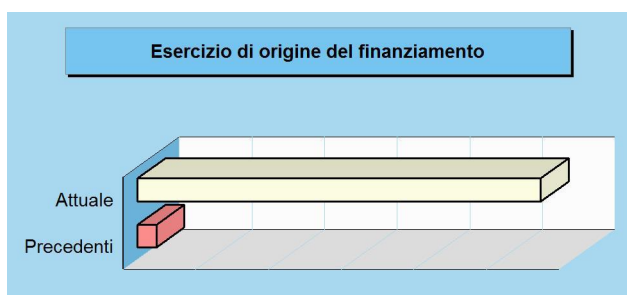 Esercizio di origine del finanziamento
Attuale
Precedenti